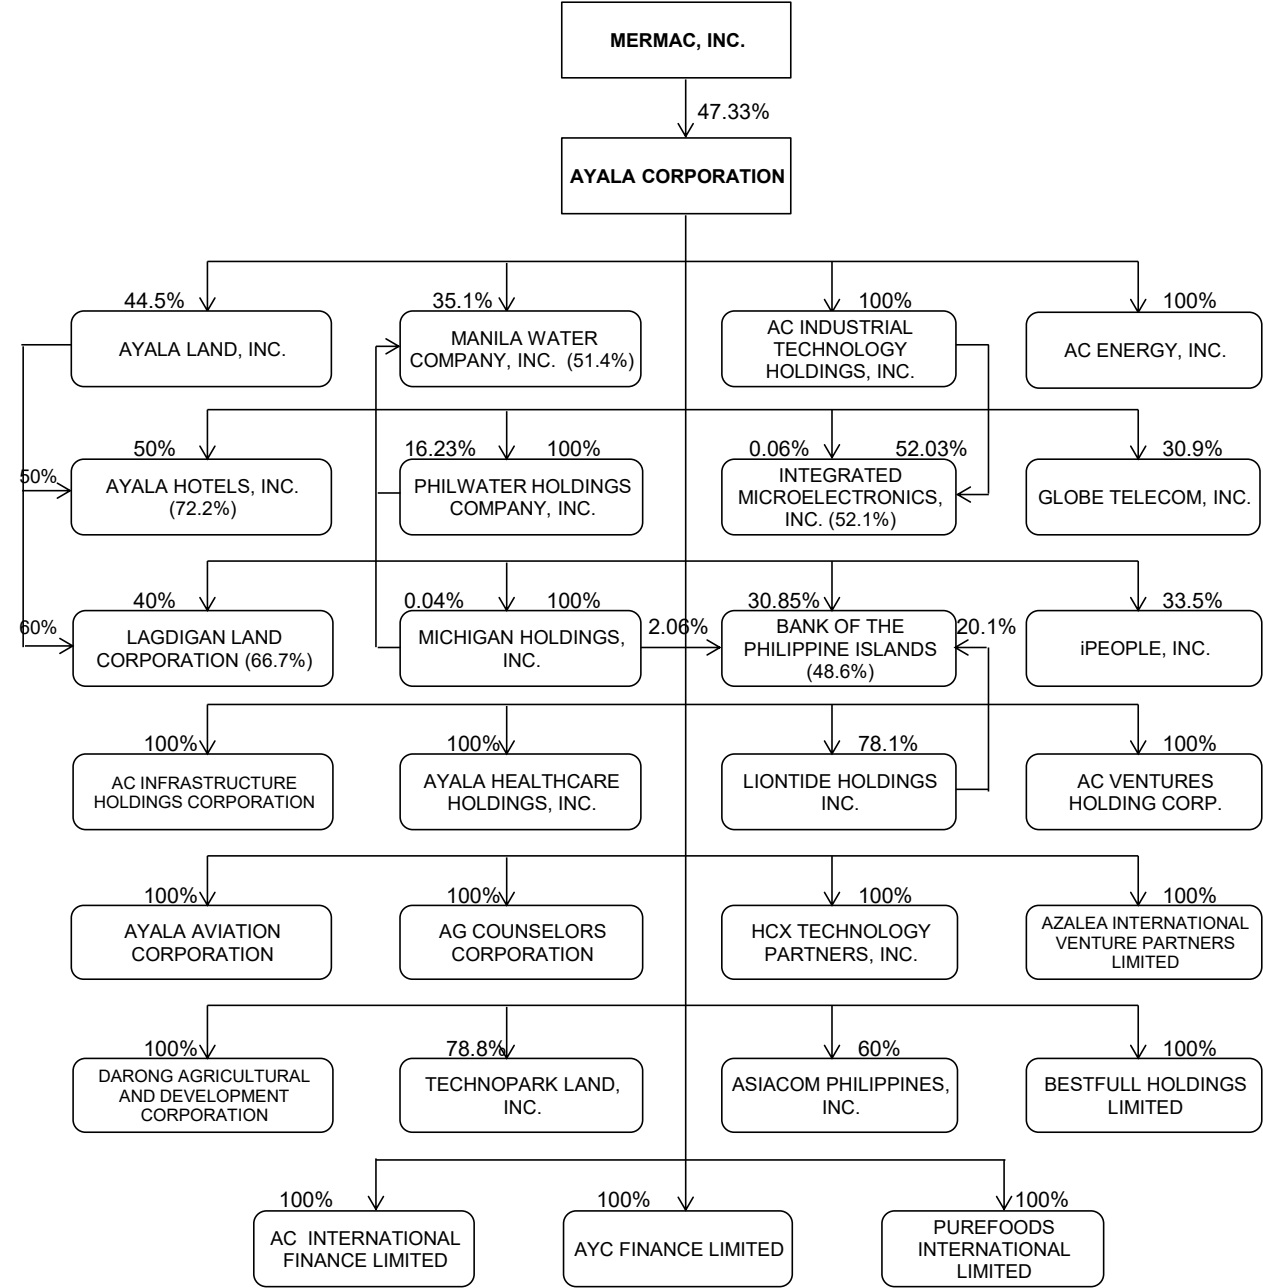 MERMAC, INC.
47.33%
AYALA CORPORATION
44.5%
35.1%
100%
100%
AYALA LAND, INC.
MANILA WATER
COMPANY, INC. (51.4%)
AC INDUSTRIAL
TECHNOLOGY
HOLDINGS, INC.
AC ENERGY, INC.
50%
16.23%
100%
0.06%
52.03%
30.9%
50%
AYALA HOTELS, INC.
(72.2%)
PHILWATER HOLDINGS
COMPANY, INC.
INTEGRATED
MICROELECTRONICS,
INC. (52.1%)
GLOBE TELECOM, INC.
40%
0.04%
100%
30.85%
33.5%
60%
2.06%
20.1%
LAGDIGAN LAND
CORPORATION (66.7%)
MICHIGAN HOLDINGS,
INC.
BANK OF THE
PHILIPPINE ISLANDS
(48.6%)
iPEOPLE, INC.
100%
100%
78.1%
100%
AC INFRASTRUCTURE
HOLDINGS CORPORATION
AYALA HEALTHCARE
HOLDINGS, INC.
LIONTIDE HOLDINGS
INC.
AC VENTURES
HOLDING CORP.
100%
100%
100%
100%
AYALA AVIATION
CORPORATION
AG COUNSELORS
CORPORATION
HCX TECHNOLOGY
PARTNERS, INC.
AZALEA INTERNATIONAL
VENTURE PARTNERS
LIMITED
100%
78.8%
60%
100%
DARONG AGRICULTURAL
AND DEVELOPMENT
CORPORATION
TECHNOPARK LAND,
INC.
ASIACOM PHILIPPINES,
INC.
BESTFULL HOLDINGS
LIMITED
100%
100%
100%
AC INTERNATIONAL
FINANCE LIMITED
AYC FINANCE LIMITED
PUREFOODS
INTERNATIONAL
LIMITED